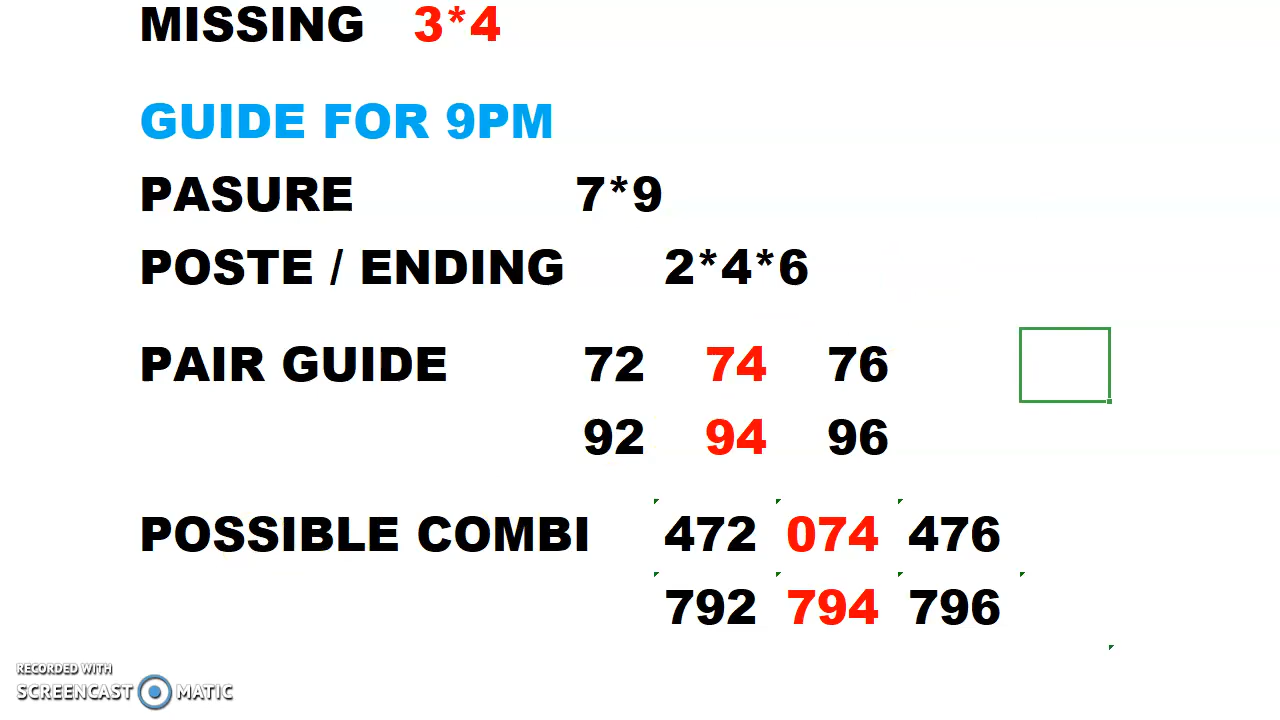 MISSING 3*4
GUIDE FOR 9PM
PASURE 7*9
POSTE / ENDING 2*4*6
PAIR GUIDE 72 74 76
92 94 96
POSSIBLE COMBI 472 074 476
792 794 796
RECORDED WITH
SCREENCAST MATIC